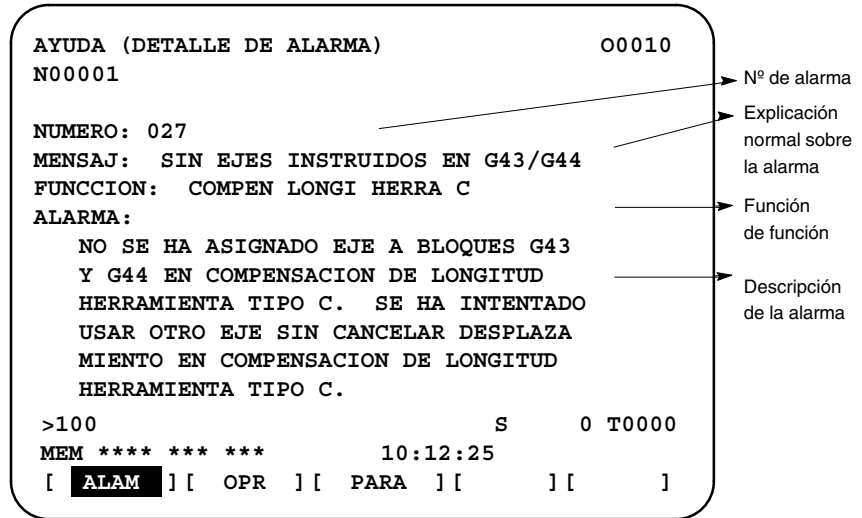 AYUDA (DETALLE DE ALARMA) O0010
N00001
NUMERO: 027
MENSAJ: SIN EJES INSTRUIDOS EN G43/G44
FUNCCION: COMPEN LONGI HERRA C
ALARMA:
NO SE HA ASIGNADO EJE A BLOQUES G43
Y G44 EN COMPENSACION DE LONGITUD
HERRAMIENTA TIPO C. SE HA INTENTADO
USAR OTRO EJE SIN CANCELAR DESPLAZA
MIENTO EN COMPENSACION DE LONGITUD
HERRAMIENTA TIPO C.
>100 S 0 T0000
MEM **** *** *** 10:12:25
[ ALAM ][ OPR ][ PARA ][ ][ ]
Nº de alarma
Explicación
normal sobre
la alarma
Función
de función
Descripción
de la alarma